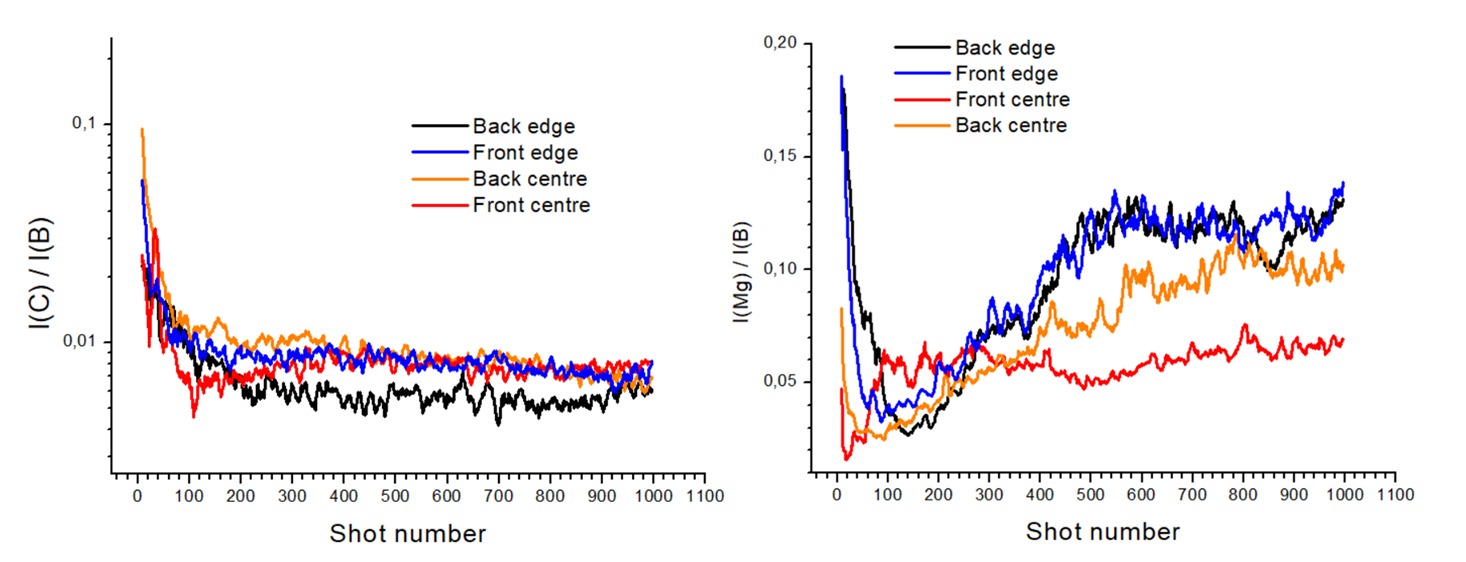 I(C) / I(B)
0,1
0,01
Back edge
Front edge
Back centre
Front centre
0 100 200 300 400 500 600 700 800 900 1000 1100
Shot number
I(Mg) / I(B)
0,20
0,15
0,10
0,05
Back edge
Front edge
Front centre
Back centre
0 100 200 300 400 500 600 700 800 900 1000 1100
Shot number